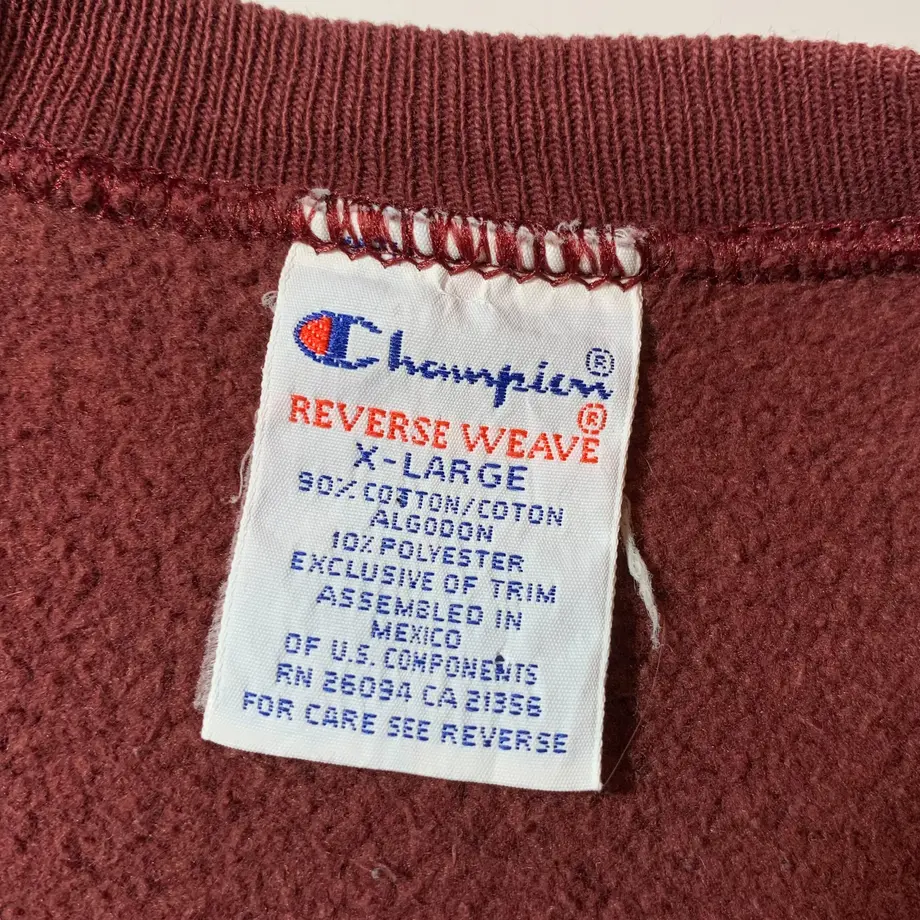 Champion®
REVERSE WEAVE®
X-LARGE
90% COTTON/COTON
ALGODON
10% POLYESTER
EXCLUSIVE OF TRIM
ASSEMBLED IN
MEXICO
OF U.S. COMPONENTS
RN 26094 CA 21356
FOR CARE SEE REVERSE